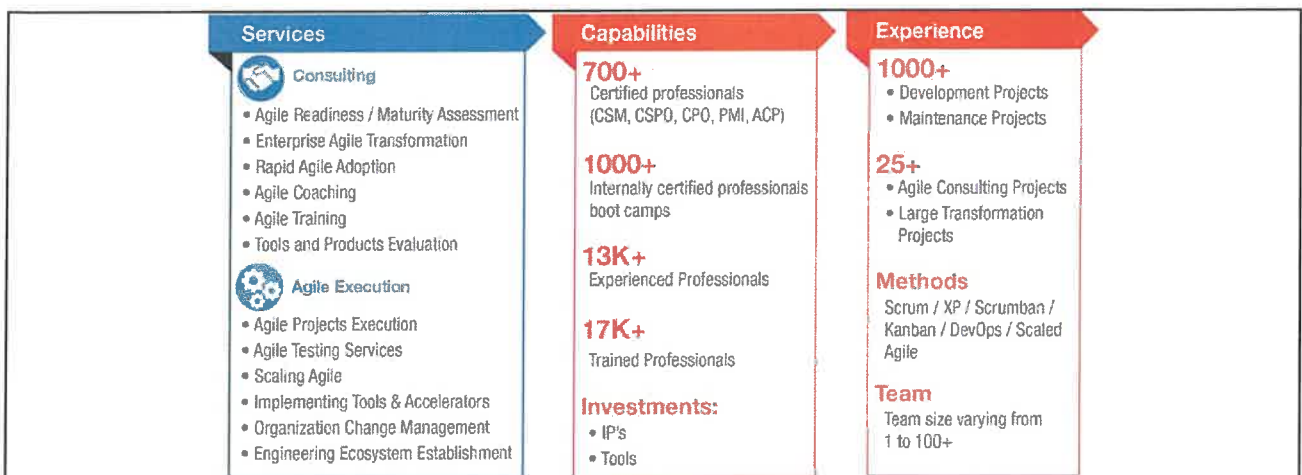 Services
Consulting
• Agile Readiness / Maturity Assessment
• Enterprise Agile Transformation
• Rapid Agile Adoption
• Agile Coaching
• Agile Training
• Tools and Products Evaluation
Agile Execution
• Agile Projects Execution
• Agile Testing Services
• Scaling Agile
• Implementing Tools & Accelerators
• Organization Change Management
• Engineering Ecosystem Establishment
Capabilities
700+
Certified professionals
(CSM, CSPO, CPO, PMI, ACP)
1000+
Internally certified professionals
boot camps
13K+
Experienced Professionals
17K+
Trained Professionals
Investments:
• IP's
• Tools
Experience
1000+
• Development Projects
• Maintenance Projects
25+
• Agile Consulting Projects
• Large Transformation
Projects
Methods
Scrum / XP / Scrumban /
Kanban / DevOps / Scaled
Agile
Team
Team size varying from
1 to 100+